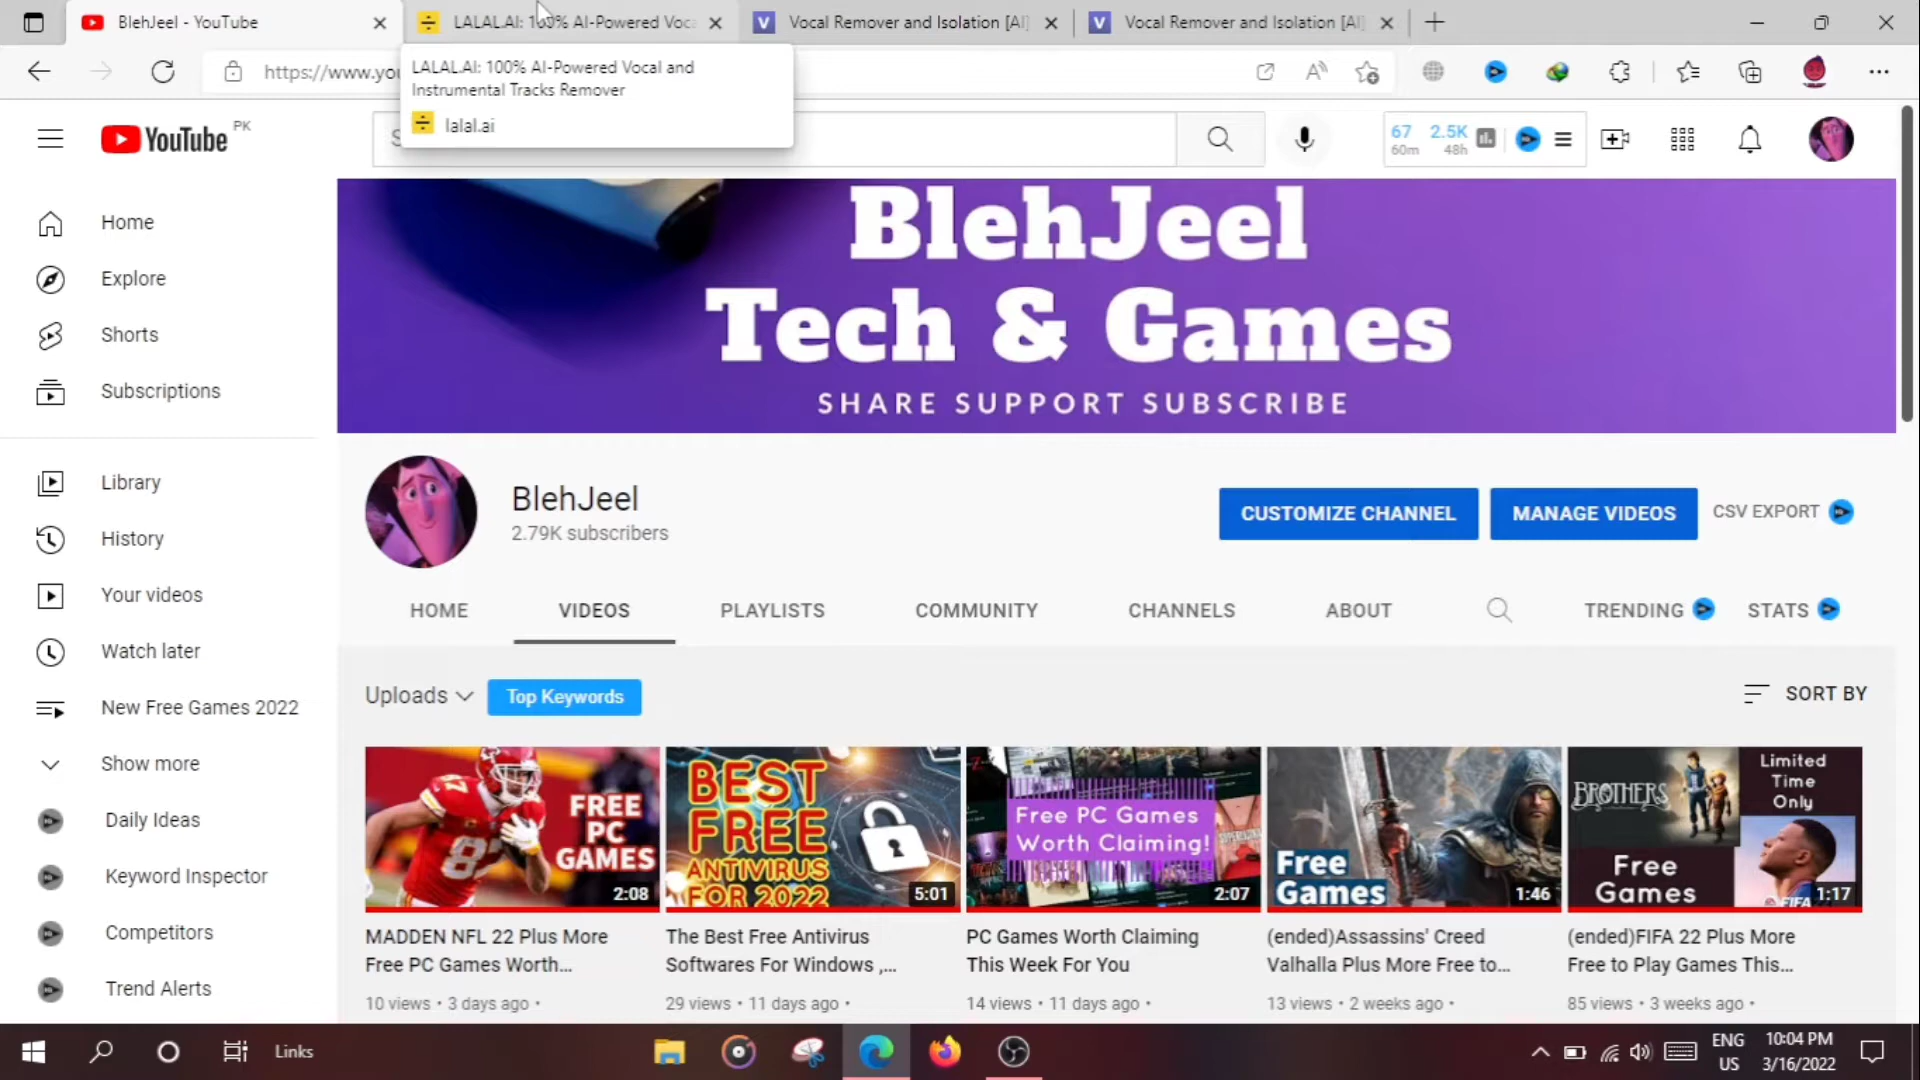 BlehJeel - YouTube
LALAL.AI: 100% AI-Powered Voca
Vocal Remover and Isolation [AI]
Vocal Remover and Isolation [AI]
https://www.you
LALAL.AI: 100% AI-Powered Vocal and
Instrumental Tracks Remover
lalal.ai
YouTube PK
S
67 2.5K
60m 48h
Home
Explore
Shorts
Subscriptions
Library
History
Your videos
Watch later
New Free Games 2022
Show more
Daily Ideas
Keyword Inspector
Competitors
Trend Alerts
BlehJeel
Tech & Games
SHARE SUPPORT SUBSCRIBE
BlehJeel
2.79K subscribers
CUSTOMIZE CHANNEL
MANAGE VIDEOS
CSV EXPORT
HOME
VIDEOS
PLAYLISTS
COMMUNITY
CHANNELS
ABOUT
TRENDING
STATS
Uploads
Top Keywords
SORT BY
87
FREE
PC
GAMES
2:08
MADDEN NFL 22 Plus More
Free PC Games Worth...
10 views • 3 days ago •
BEST
FREE
ANTIVIRUS
FOR 2022
5:01
The Best Free Antivirus
Softwares For Windows ,...
29 views • 11 days ago •
Free PC Games
Worth Claiming!
2:07
PC Games Worth Claiming
This Week For You
14 views • 11 days ago •
Free
Games
1:46
(ended)Assassins' Creed
Valhalla Plus More Free to...
13 views • 2 weeks ago •
BROTHERS
Limited
Time
Only
Free
Games
FIFA
1:17
(ended)FIFA 22 Plus More
Free to Play Games This...
85 views • 3 weeks ago •
Links
ENG
US
10:04 PM
3/16/2022